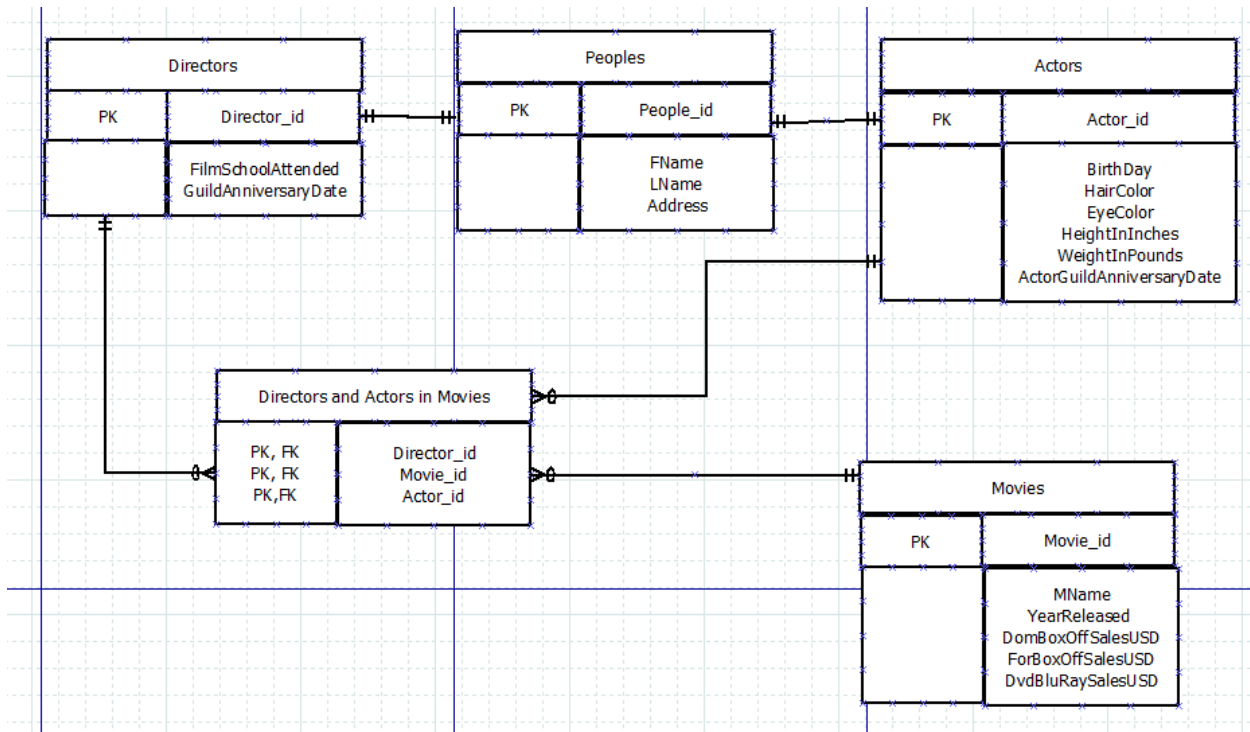 Directors
PK
Director_id
FilmSchoolAttended
GuildAnniversaryDate
Peoples
PK
People_id
FName
LName
Address
Actors
PK
Actor_id
BirthDay
HairColor
EyeColor
HeightInInches
WeightInPounds
ActorGuildAnniversaryDate
Directors and Actors in Movies
PK, FK
Director_id
PK, FK
Movie_id
PK,FK
Actor_id
Movies
PK
Movie_id
MName
YearReleased
DomBoxOffSalesUSD
ForBoxOffSalesUSD
DvdBluRaySalesUSD